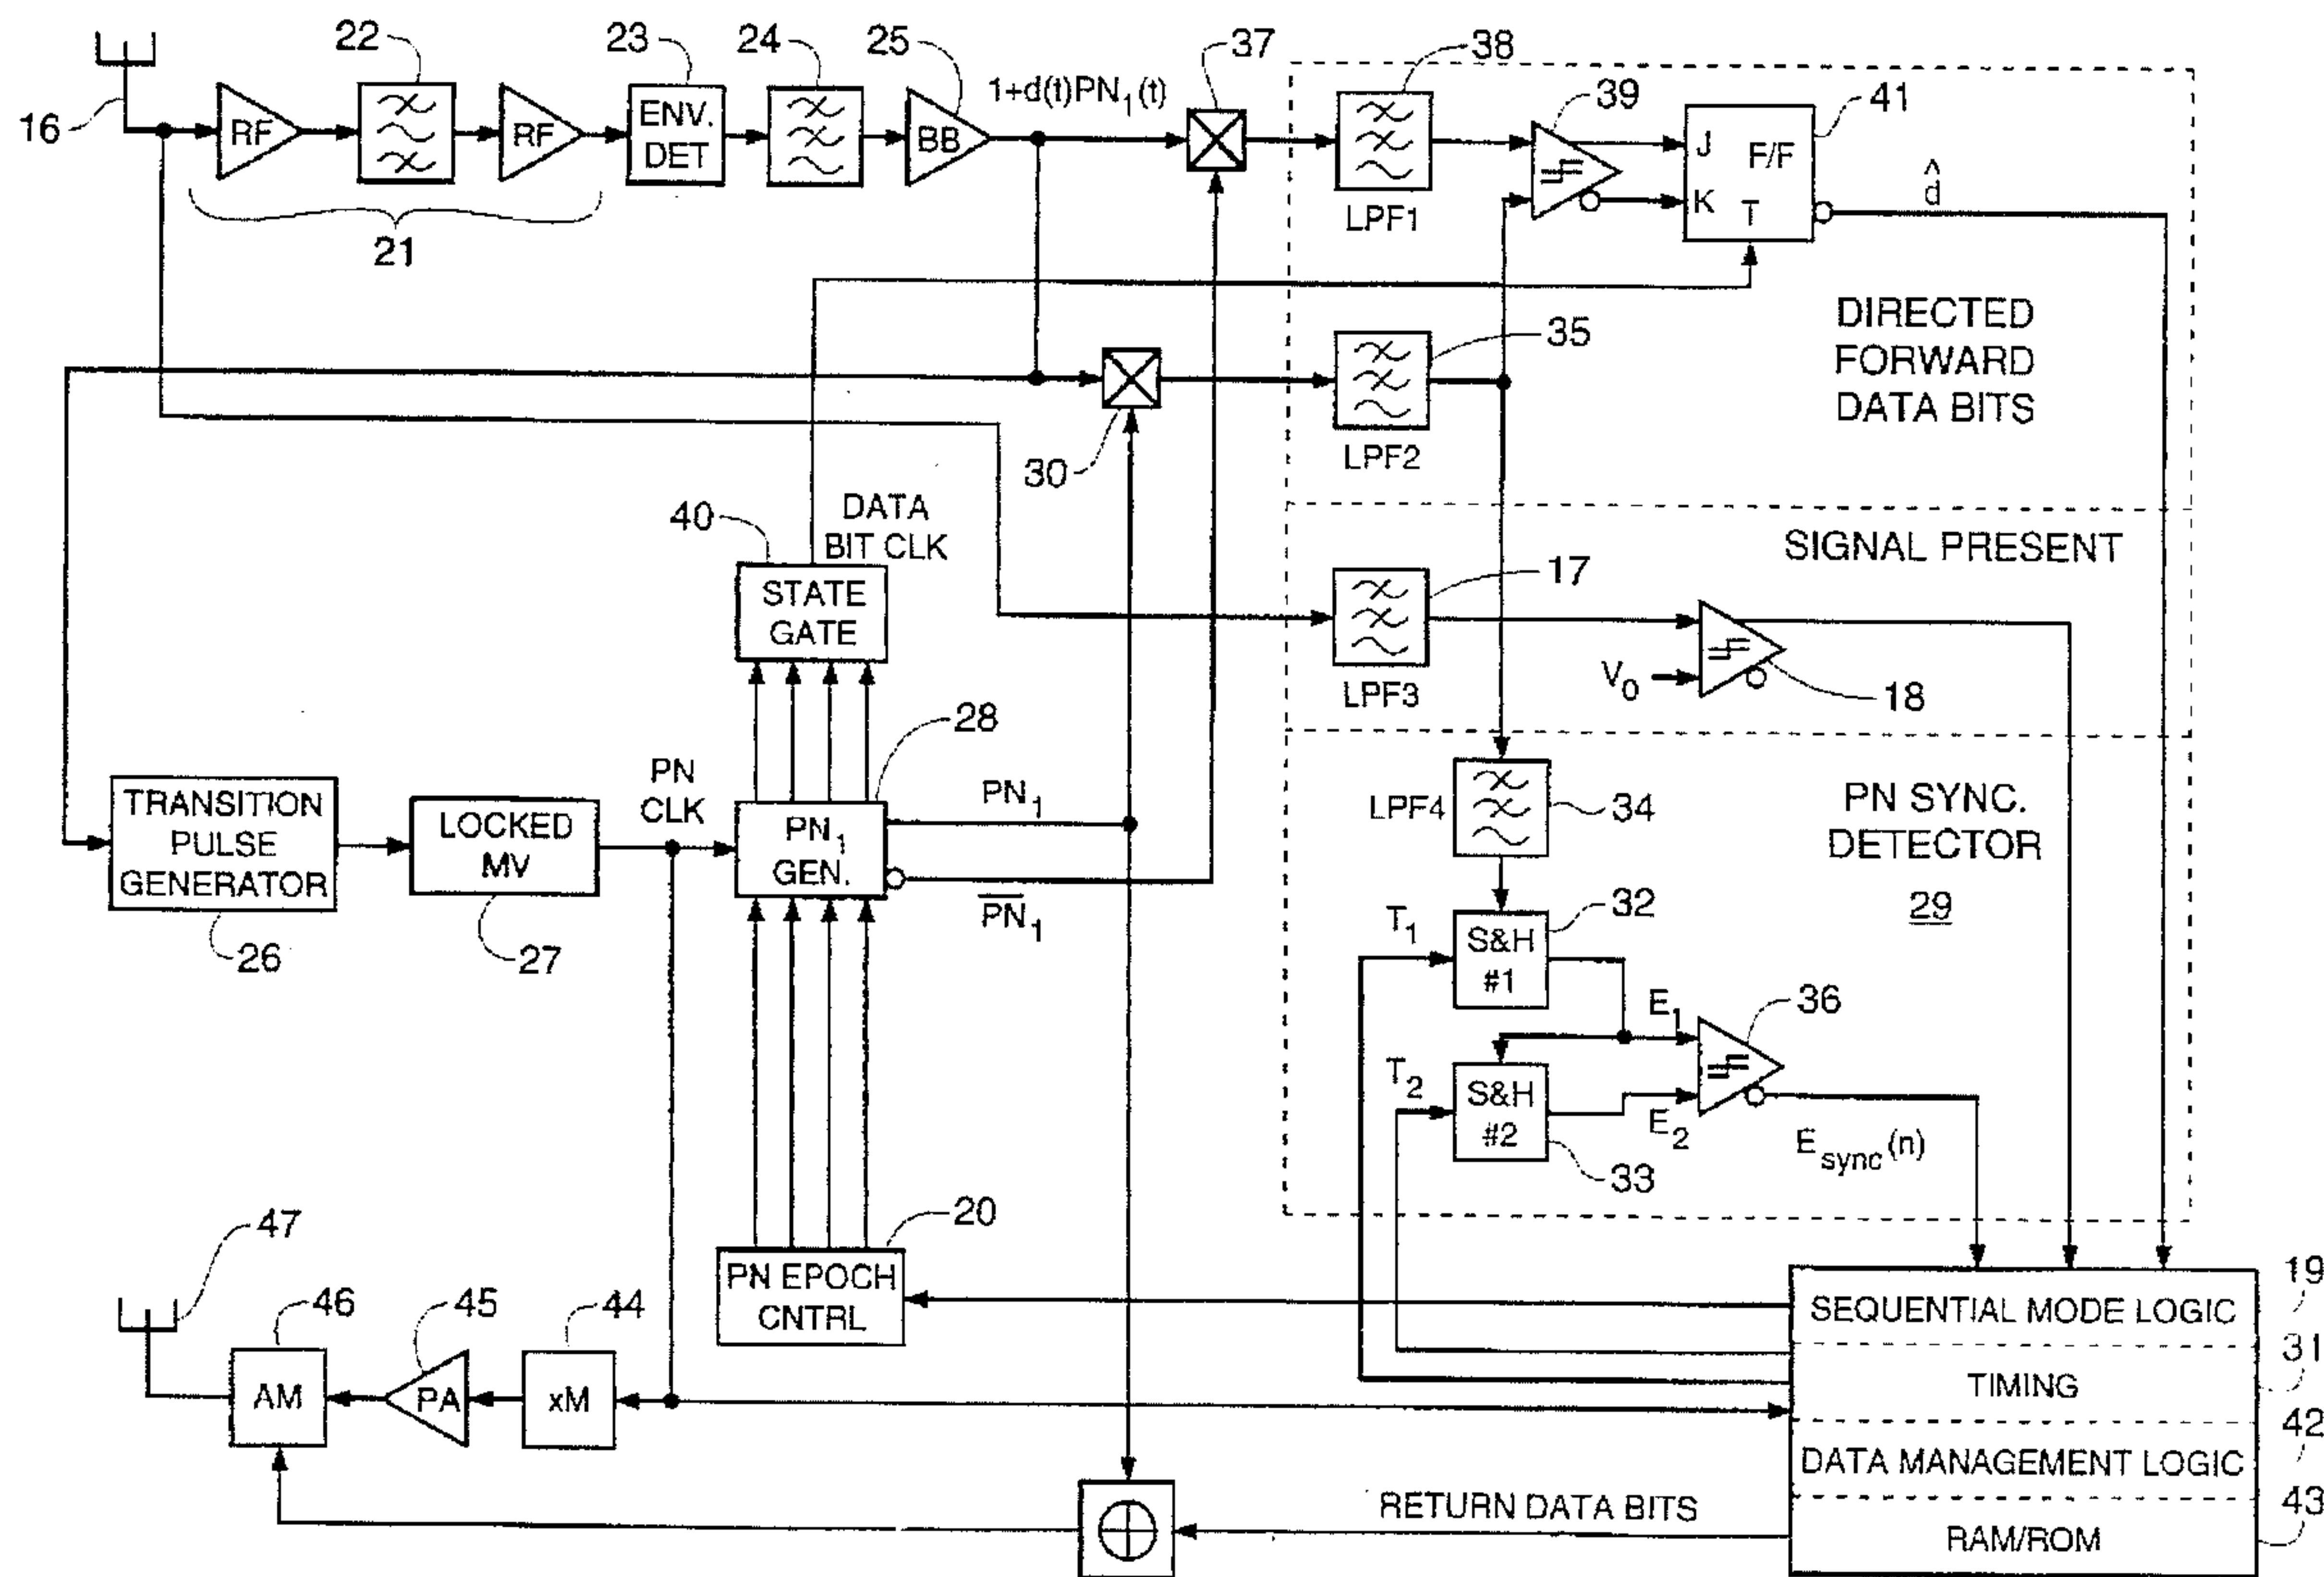 22
23
24
25
37
38
39
41
1+d(t)PN₁(t)
16
RF
RF
ENV.
DET
BB
J
K
T
F/F
d̂
21
LPF1
DIRECTED
FORWARD
DATA BITS
35
30
LPF2
40
DATA
BIT CLK
SIGNAL PRESENT
STATE
GATE
17
V₀
18
LPF3
28
PN
CLK
PN₁
TRANSITION
PULSE
GENERATOR
LOCKED
MV
PN₁
GEN.
P̅N̅₁
26
27
LPF4
34
PN SYNC.
DETECTOR
29
T₁
S&H
#1
32
E₁
36
T₂
S&H
#2
E₂
33
E_sync(n)
47
46
45
44
20
PN EPOCH
CNTRL
AM
PA
xM
19
SEQUENTIAL MODE LOGIC
31
TIMING
42
DATA MANAGEMENT LOGIC
43
RETURN DATA BITS
RAM/ROM